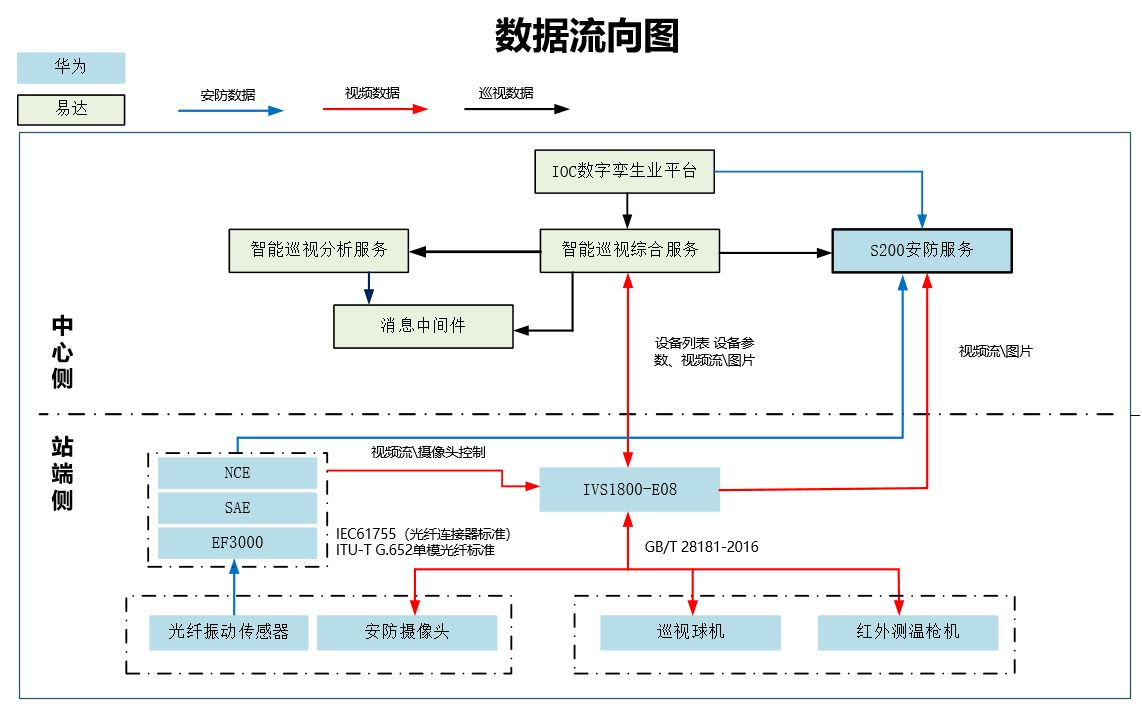 数据流向图
华为
易达
安防数据
视频数据
巡视数据
IOC数字孪生业平台
智能巡视分析服务
智能巡视综合服务
S200安防服务
消息中间件
中心侧
设备列表 设备参
数、视频流\图片
视频流\图片
站端侧
视频流\摄像头控制
NCE
SAE
EF3000
IVS1800-E08
IEC61755（光纤连接器标准）
ITU-T G.652单模光纤标准
GB/T 28181-2016
光纤振动传感器
安防摄像头
巡视球机
红外测温枪机